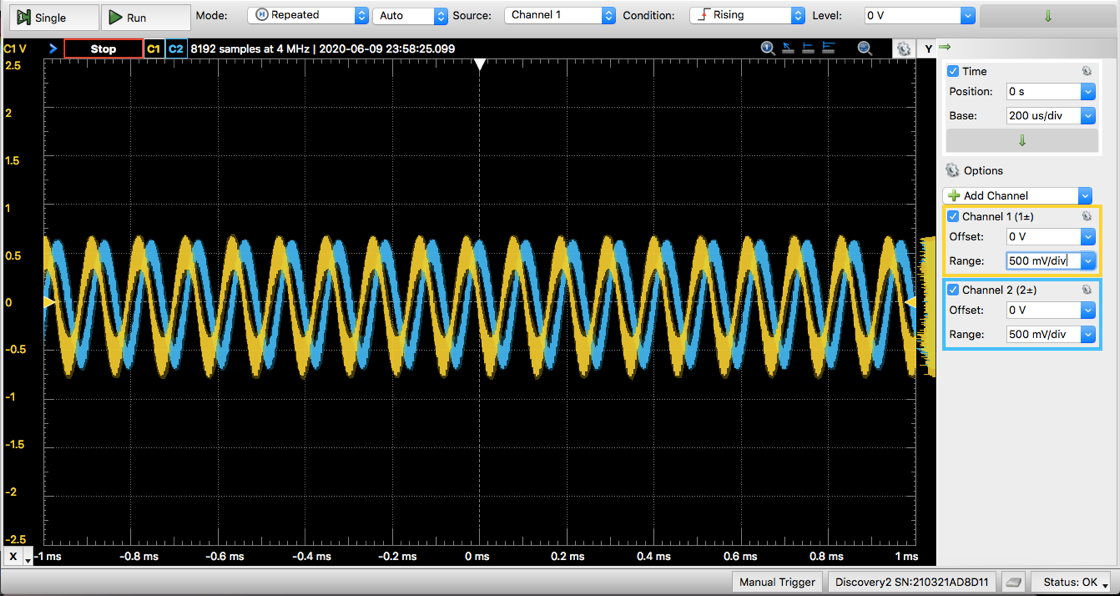 Single Run Mode: Repeated Auto Source: Channel 1 Condition: Rising Level: 0 V
C1 V Stop C1 C2 8192 samples at 4 MHz | 2020-06-09 23:58:25.099 Y
2.5
2
1.5
1
0.5
0
-0.5
-1
-1.5
-2
-2.5
X -1 ms -0.8 ms -0.6 ms -0.4 ms -0.2 ms 0 ms 0.2 ms 0.4 ms 0.6 ms 0.8 ms 1 ms
Time
Position: 0 s
Base: 200 us/div
Options
Add Channel
Channel 1 (1±)
Offset: 0 V
Range: 500 mV/div
Channel 2 (2±)
Offset: 0 V
Range: 500 mV/div
Manual Trigger Discovery2 SN:210321AD8D11 Status: OK